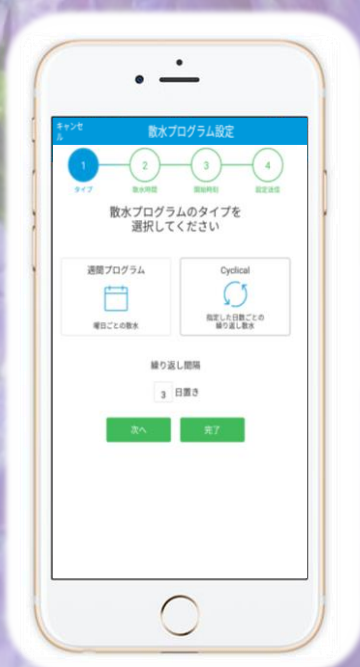 キャンセ
ル
散水プログラム設定
1
2
3
4
タイプ
散水時間
開始時刻
設定送信
散水プログラムのタイプを
選択してください
週間プログラム
Cyclical
曜日ごとの散水
指定した日数ごとの
繰り返し散水
繰り返し間隔
3 日置き
次へ
完了